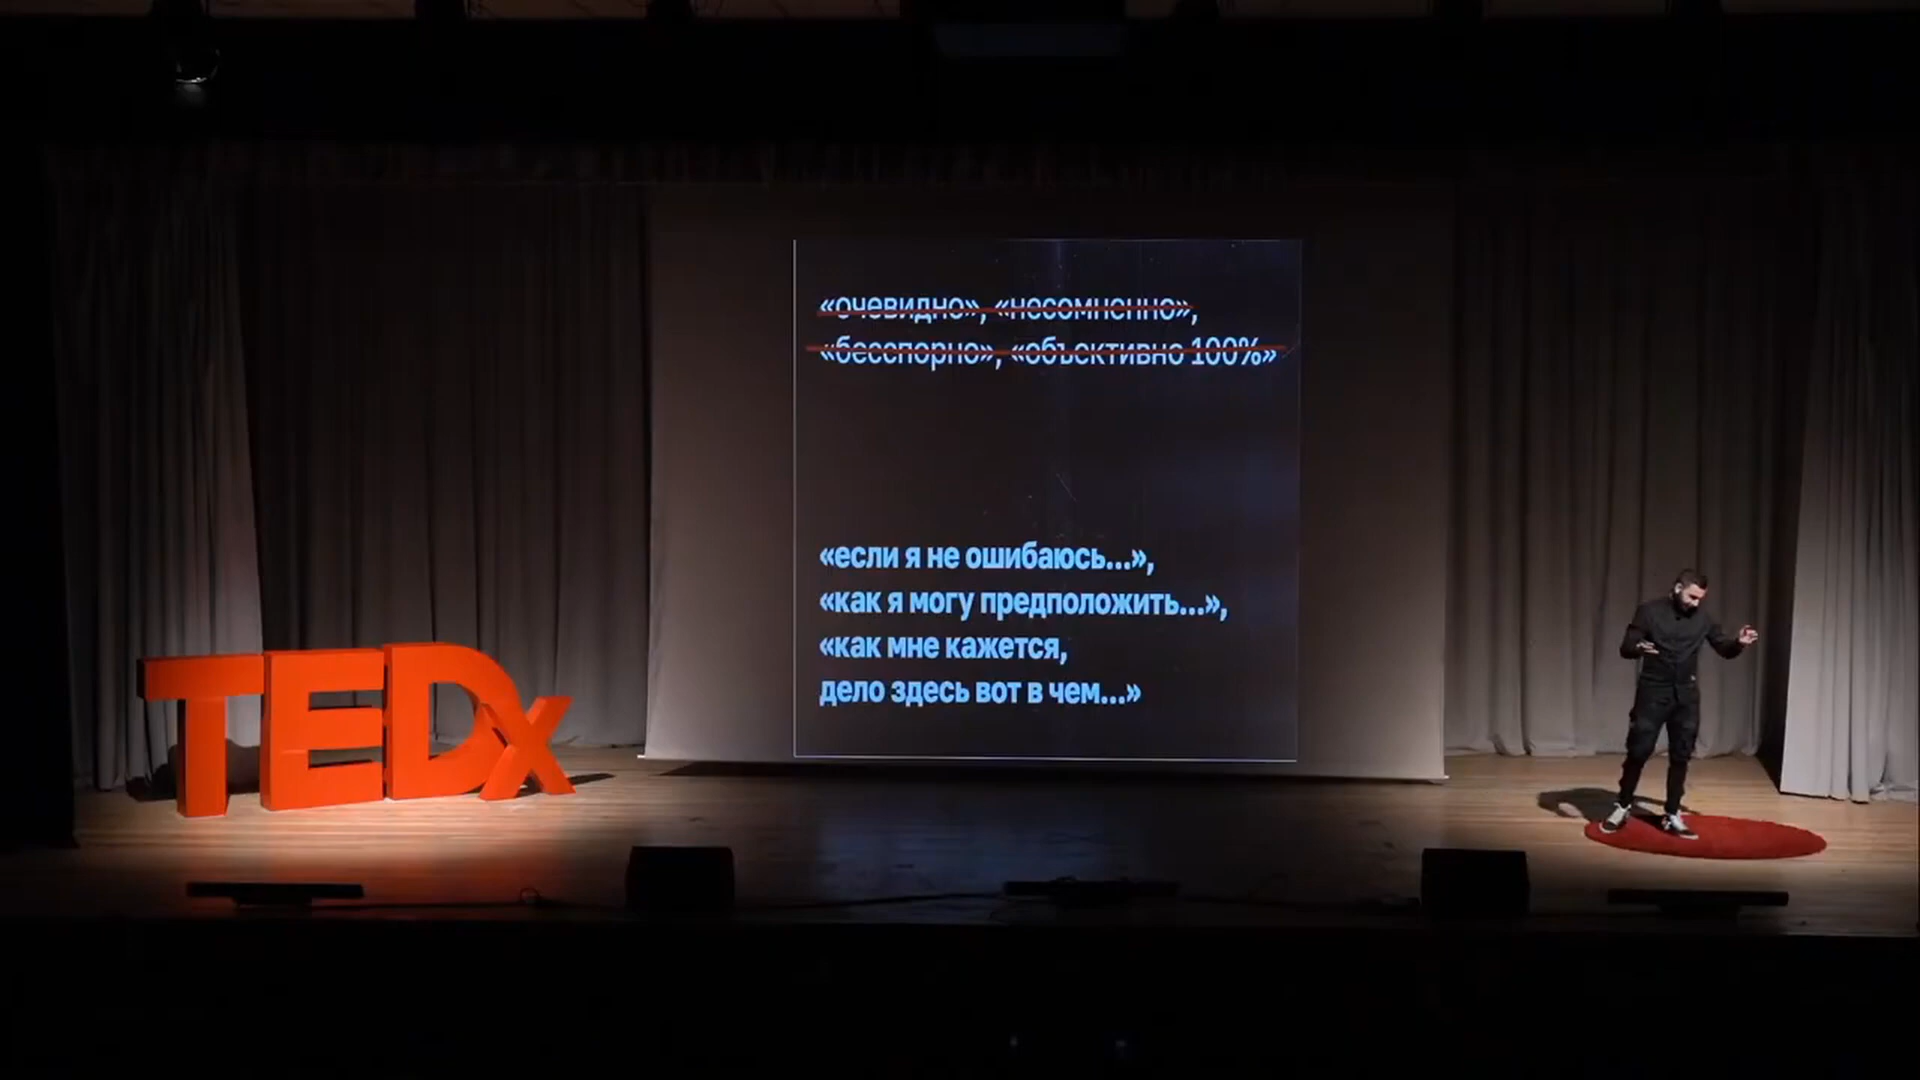 «очевидно», «несомненно»,
«бесспорно», «объективно 100%»
«если я не ошибаюсь...»,
«как я могу предположить...»,
«как мне кажется,
дело здесь вот в чем...»
TEDx